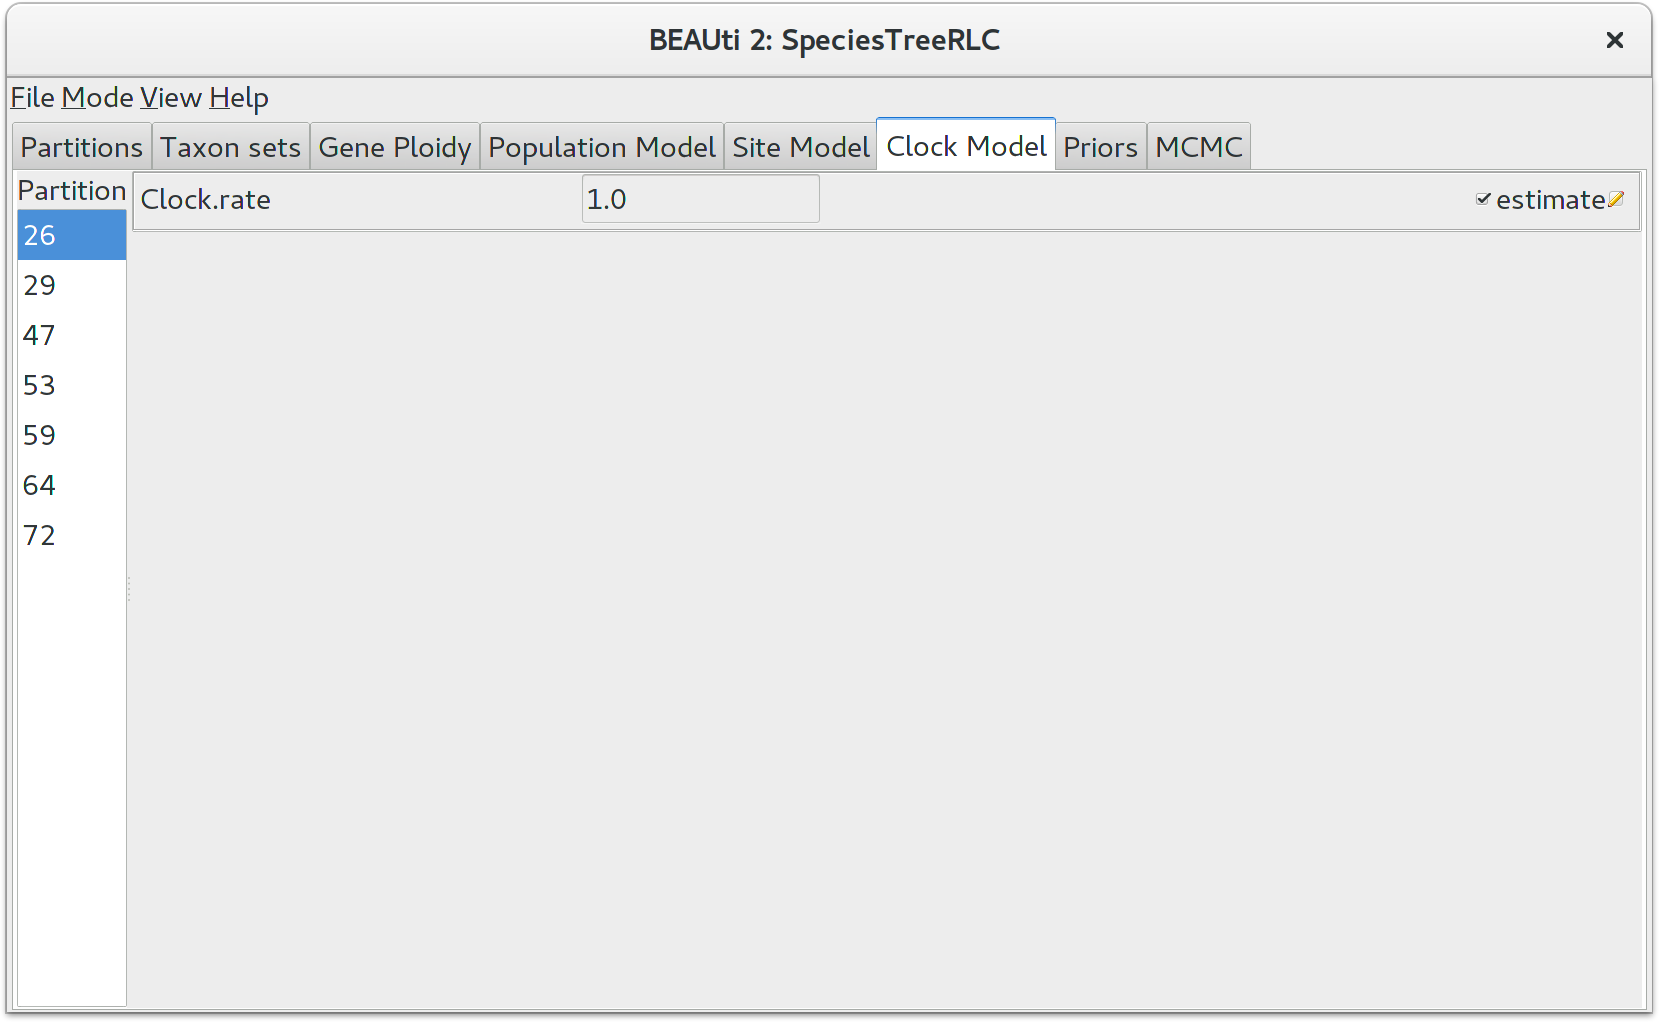 BEAUti 2: SpeciesTreeRLC
File Mode View Help
Partitions Taxon sets Gene Ploidy Population Model Site Model Clock Model Priors MCMC
Partition
Clock.rate 1.0 estimate
26
29
47
53
59
64
72